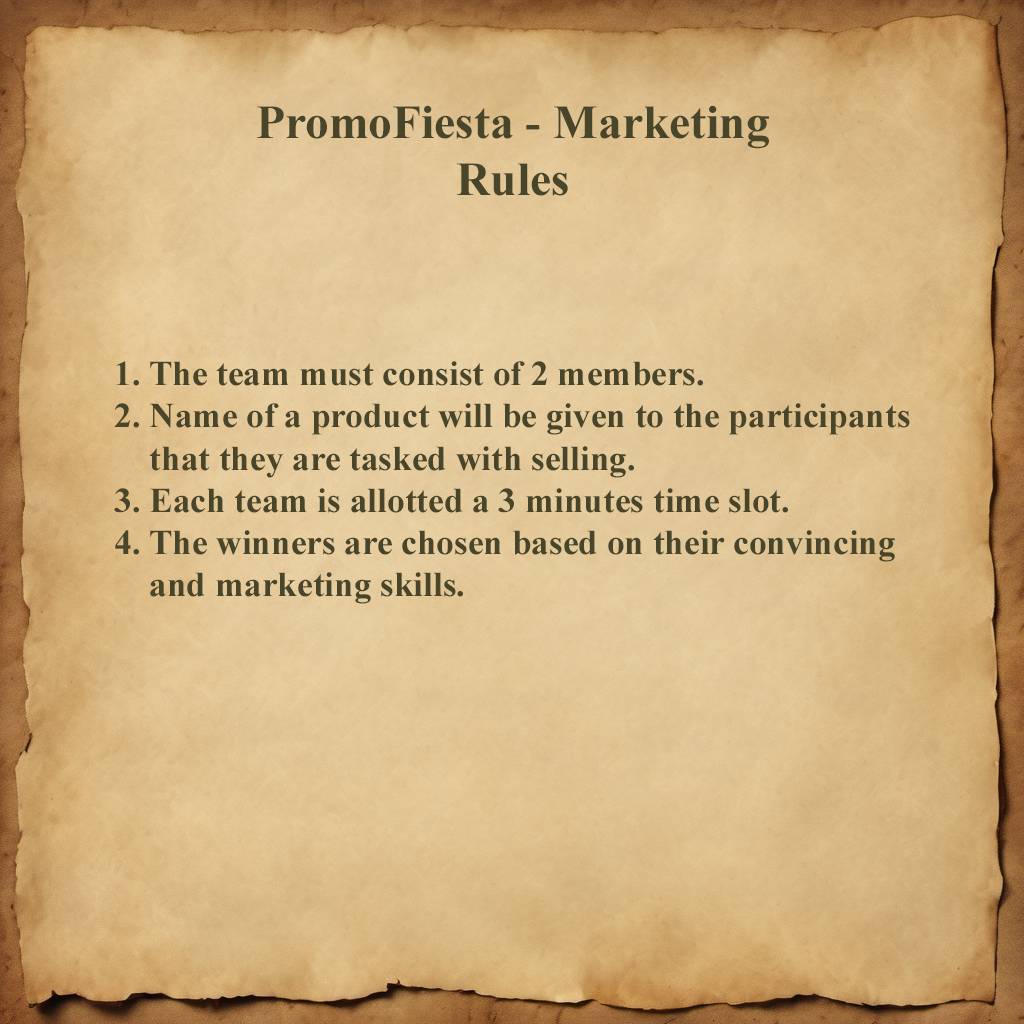 PromoFiesta - Marketing
Rules
1. The team must consist of 2 members.
2. Name of a product will be given to the participants
that they are tasked with selling.
3. Each team is allotted a 3 minutes time slot.
4. The winners are chosen based on their convincing
and marketing skills.